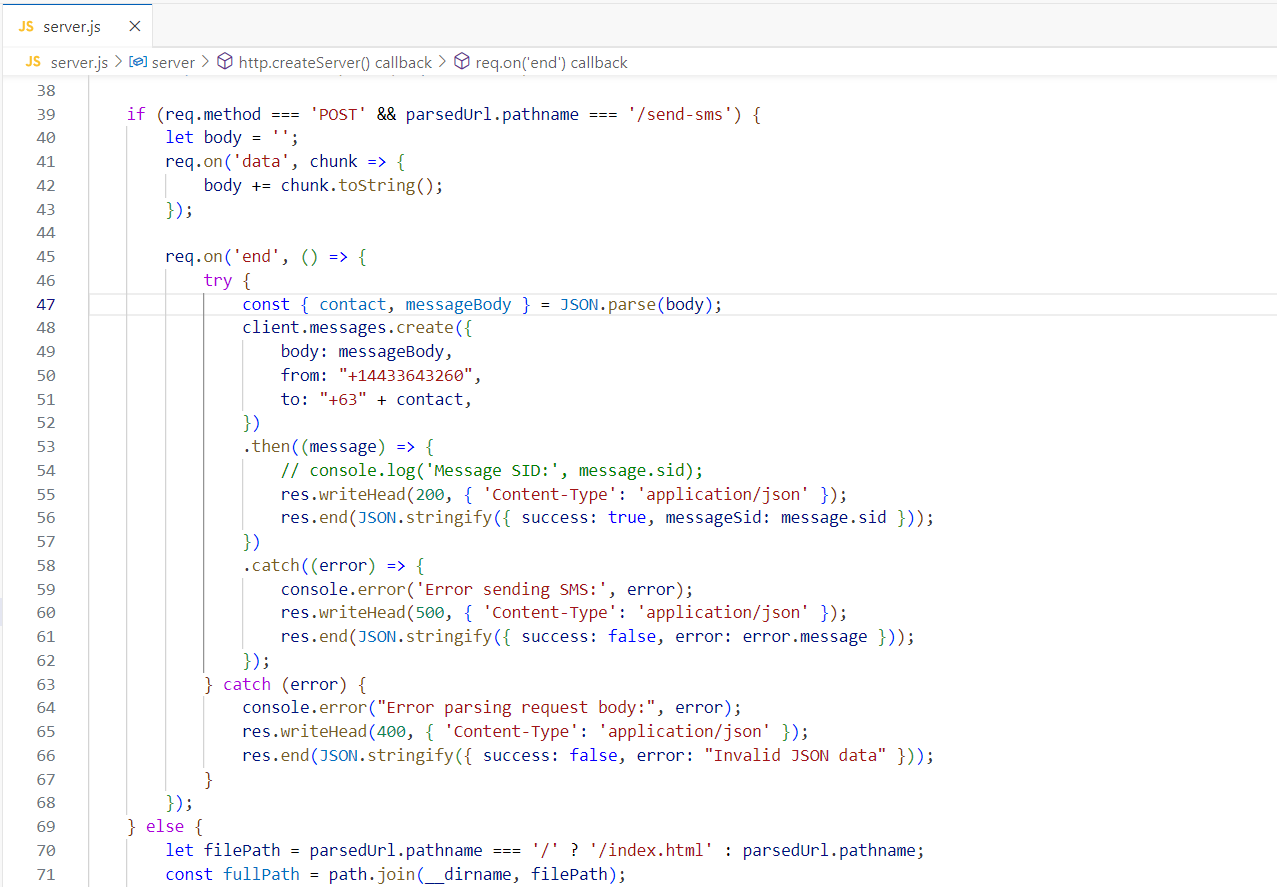 JS server.js ×
JS server.js > server > http.createServer() callback > req.on('end') callback
38
39 if (req.method === 'POST' && parsedUrl.pathname === '/send-sms') {
40 let body = '';
41 req.on('data', chunk => {
42 body += chunk.toString();
43 });
44
45 req.on('end', () => {
46 try {
47 const { contact, messageBody } = JSON.parse(body);
48 client.messages.create({
49 body: messageBody,
50 from: "+14433643260",
51 to: "+63" + contact,
52 })
53 .then((message) => {
54 // console.log('Message SID:', message.sid);
55 res.writeHead(200, { 'Content-Type': 'application/json' });
56 res.end(JSON.stringify({ success: true, messageSid: message.sid }));
57 })
58 .catch((error) => {
59 console.error('Error sending SMS:', error);
60 res.writeHead(500, { 'Content-Type': 'application/json' });
61 res.end(JSON.stringify({ success: false, error: error.message }));
62 });
63 } catch (error) {
64 console.error("Error parsing request body:", error);
65 res.writeHead(400, { 'Content-Type': 'application/json' });
66 res.end(JSON.stringify({ success: false, error: "Invalid JSON data" }));
67 }
68 });
69 } else {
70 let filePath = parsedUrl.pathname === '/' ? '/index.html' : parsedUrl.pathname;
71 const fullPath = path.join(__dirname, filePath);